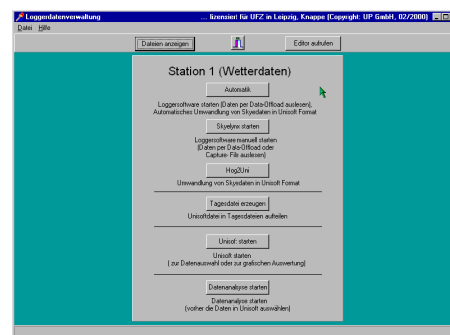 Loggerdatenverwaltung ... lizensiert für UFZ in Leipzig, Knappe (Copyright: UP GmbH, 02/2000)
Datei Hilfe
Dateien anzeigen Editor aufrufen
Station 1 (Wetterdaten)
Automatik
Loggersoftware starten (Daten per Data-Offload auslesen),
Automatisches Umwandlung von Skyedaten in Unisoft Format
Skyelynx starten
Loggersoftware manuell starten
(Daten per Data-Offload oder
Capture- Fils auslesen)
Hog2Uni
Umwandlung von Skyedaten in Unisoft Format
Tagesdatei erzeugen
Unisoftdatei in Tagesdateien aufteilen
Unisoft starten
Unisoft starten
( zur Datenauswahl oder zur grafischen Auswertung)
Datenanalyse starten
Datenanalyse starten
(vorher die Daten in Unisoft auswählen)